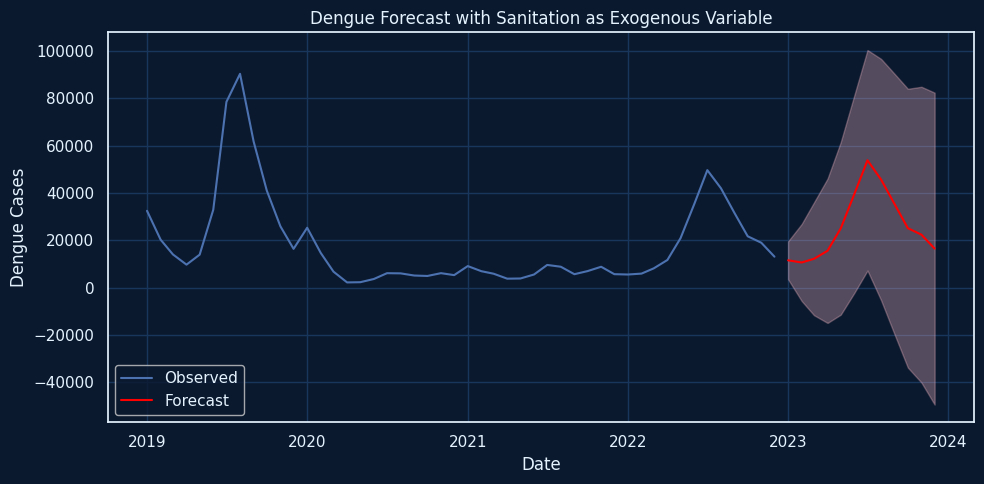 Dengue Forecast with Sanitation as Exogenous Variable
100000
80000
60000
40000
20000
0
−20000
−40000
Dengue Cases
Observed
Forecast
2019
2020
2021
2022
2023
2024
Date